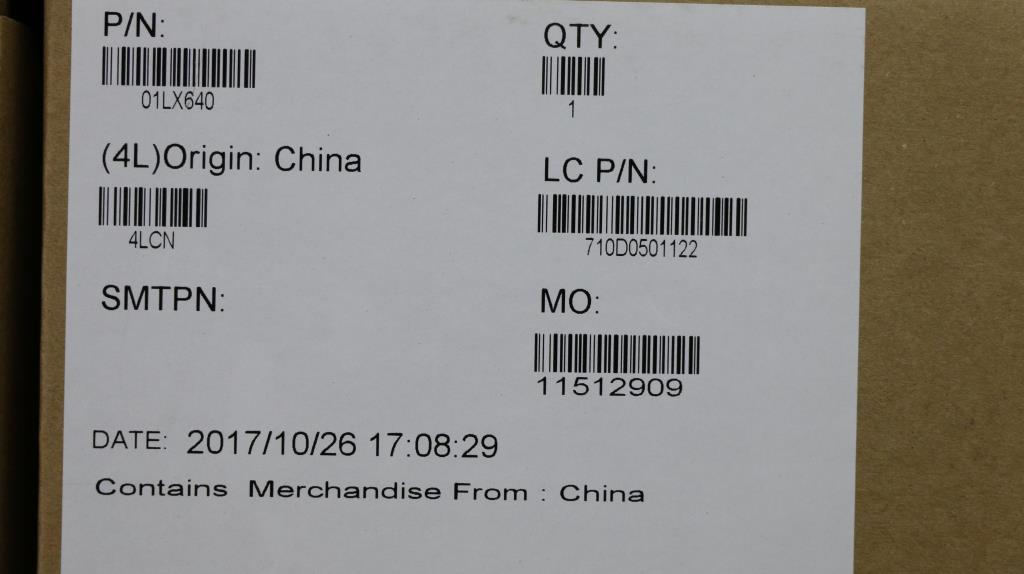 P/N:
01LX640
QTY:
1
(4L)Origin: China
4LCN
LC P/N:
710D0501122
SMTPN:
MO:
11512909
DATE: 2017/10/26 17:08:29
Contains Merchandise From : China